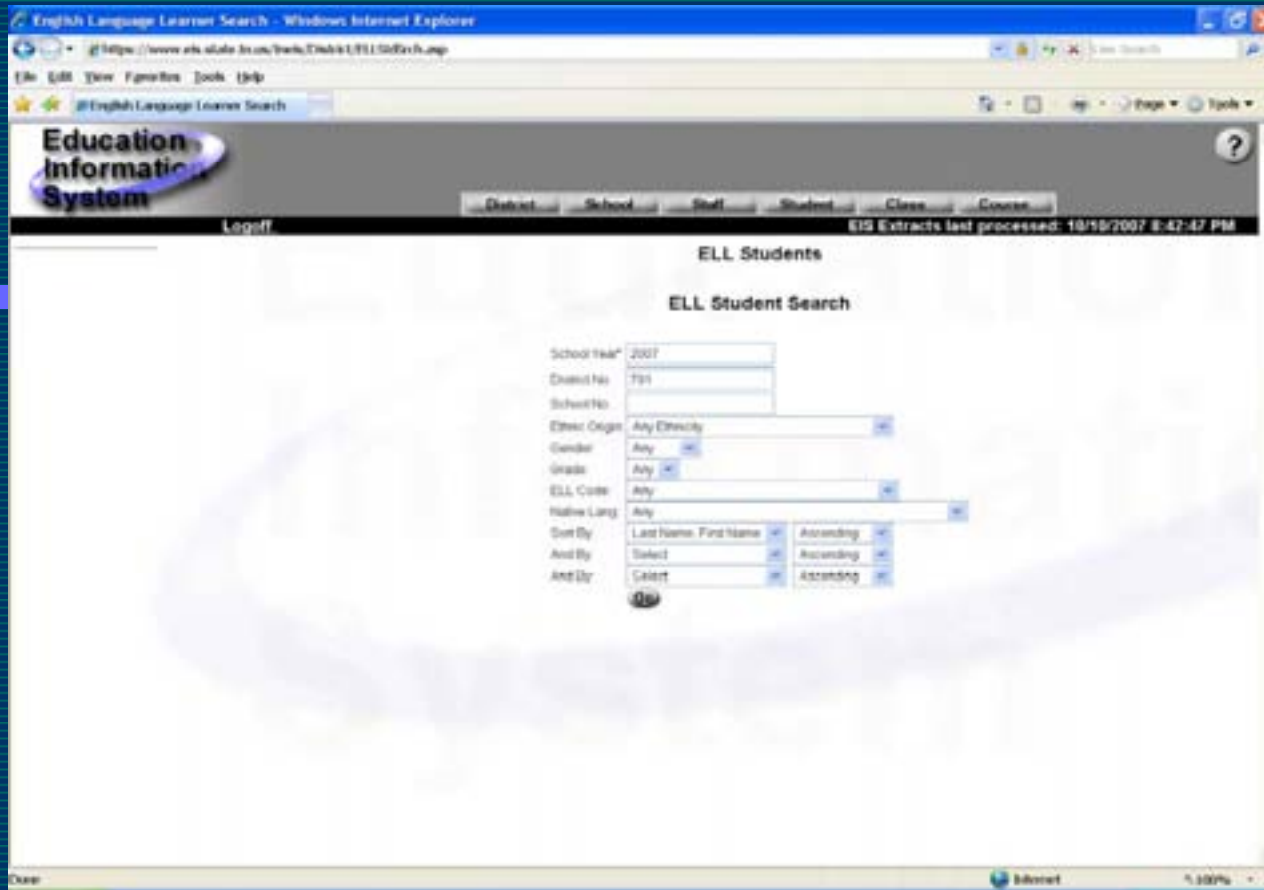 English Language Learner Search - Windows Internet Explorer
File Edit View Favorites Tools Help
English Language Learner Search
Page Tools
Education
Information
System
?
District School Staff Student Class Course
Logoff
EIS Extracts last processed: 10/10/2007 8:42:47 PM
ELL Students
ELL Student Search
School Year* 2007
District No 791
School No
Ethnic Origin Any Ethnicity
Gender Any
Grade Any
ELL Code Any
Native Lang Any
Sort By Last Name, First Name Ascending
And By Select Ascending
And By Select Ascending
Go
Done Internet 100%